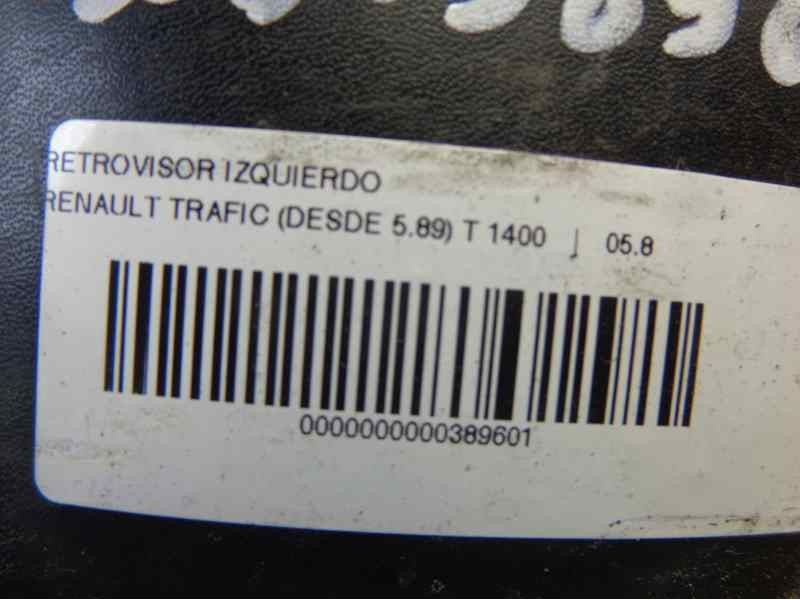 RETROVISOR IZQUIERDO
RENAULT TRAFIC (DESDE 5.89) T 1400 | 05.8
0000000000389601